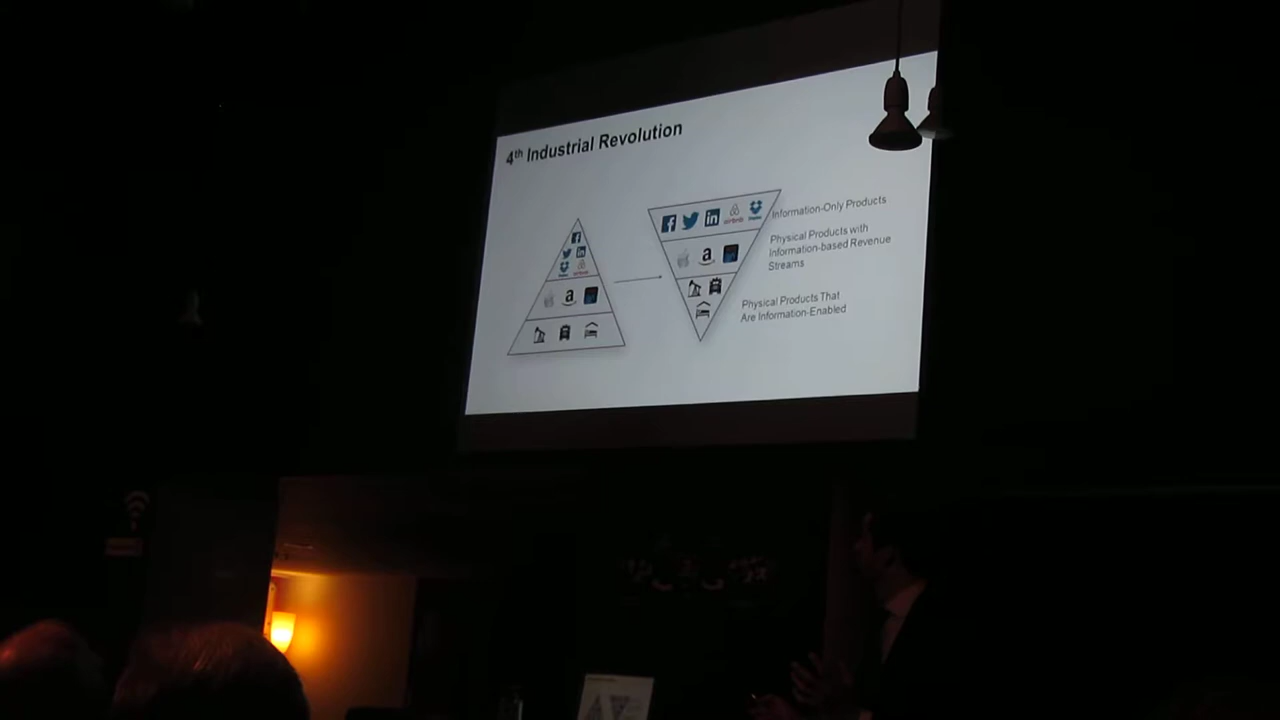 4th Industrial Revolution
Information-Only Products
Physical Products with
Information-based Revenue
Streams
Physical Products That
Are Information-Enabled